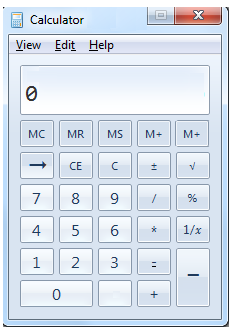 Calculator
View Edit Help
0
MC MR MS M+ M+
→ CE C ± √
7 8 9 / %
4 5 6 * 1/x
1 2 3 = −
0 +